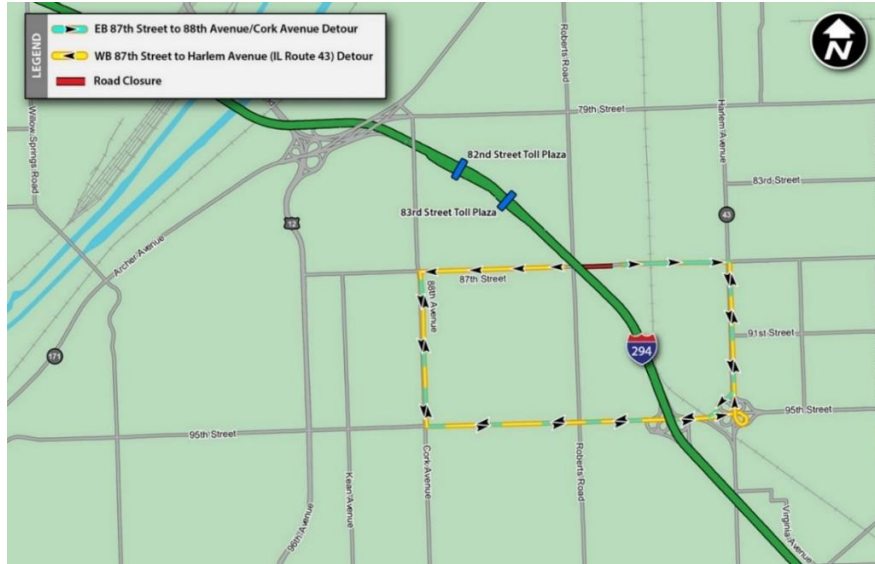 LEGEND
EB 87th Street to 88th Avenue/Cork Avenue Detour
WB 87th Street to Harlem Avenue (IL Route 43) Detour
Road Closure
N
Willow Springs Road
Roberts Road
Harlem Avenue
79th Street
82nd Street Toll Plaza
83rd Street
83rd Street Toll Plaza
43
12
Archer Avenue
87th Street
88th Avenue
91st Street
294
171
95th Street
95th Street
Cork Avenue
Roberts Road
Kean Avenue
96th Avenue
Virginia Avenue